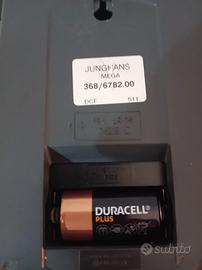 JUNGHANS
MEGA
368/6782.00
DCF
511
DURACELL
PLUS
subito